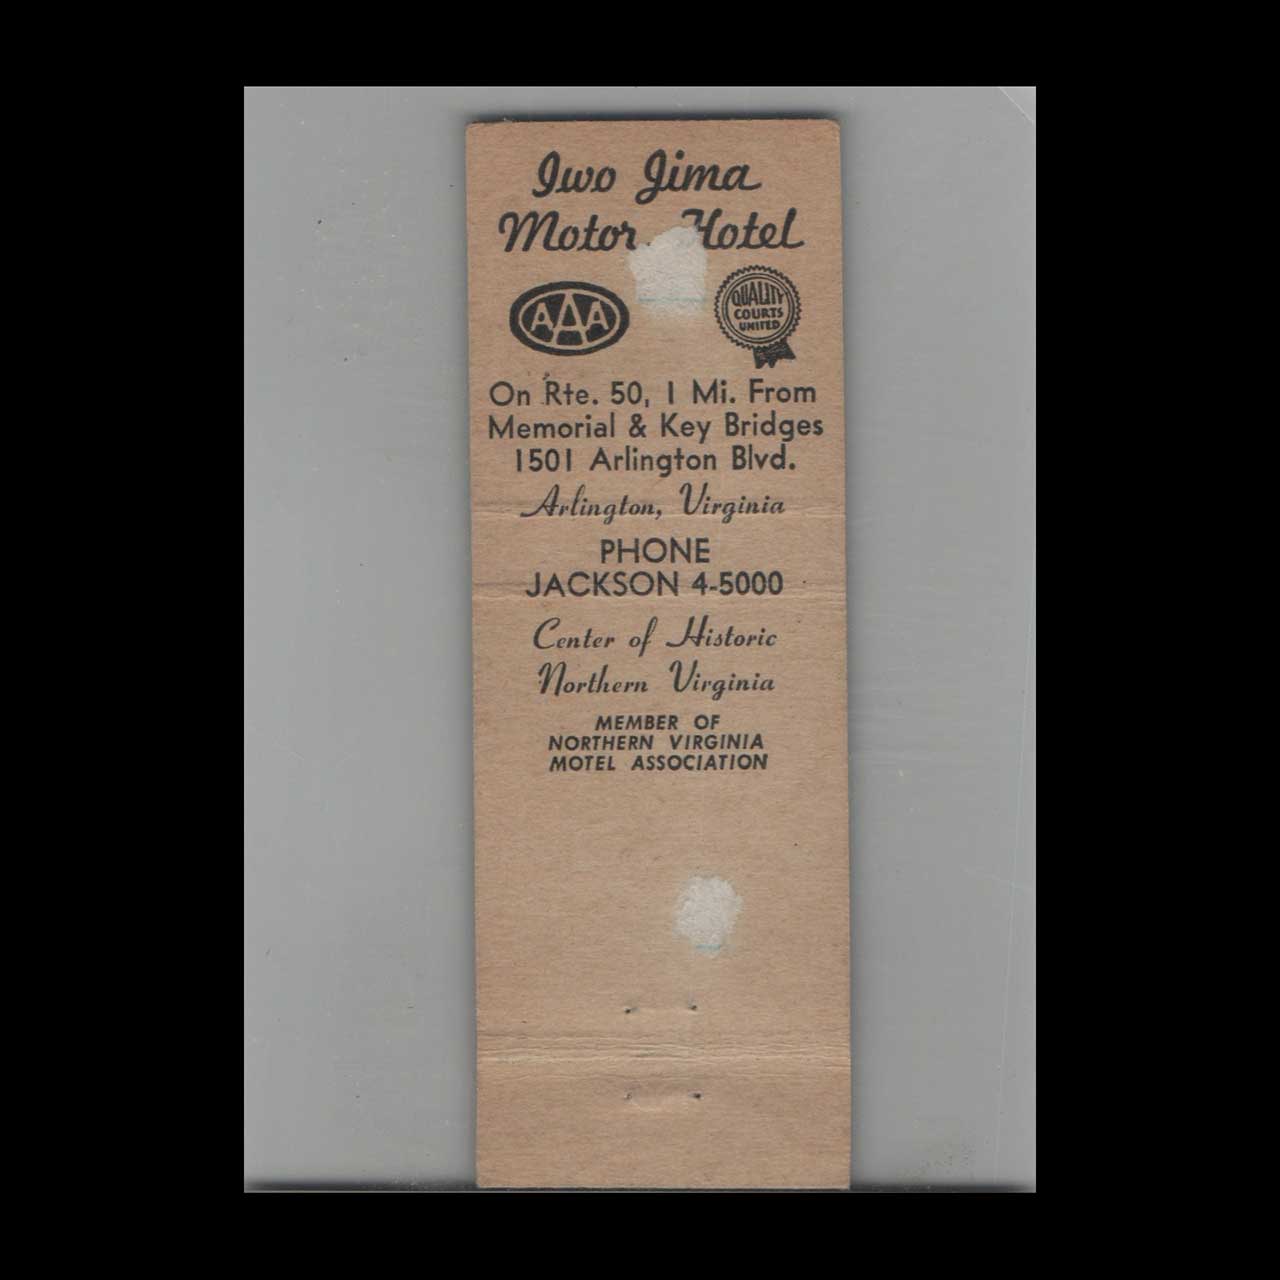 Iwo Jima
Motor Hotel
AAA
QUALITY
COURTS
UNITED
On Rte. 50, 1 Mi. From
Memorial & Key Bridges
1501 Arlington Blvd.
Arlington, Virginia
PHONE
JACKSON 4-5000
Center of Historic
Northern Virginia
MEMBER OF
NORTHERN VIRGINIA
MOTEL ASSOCIATION